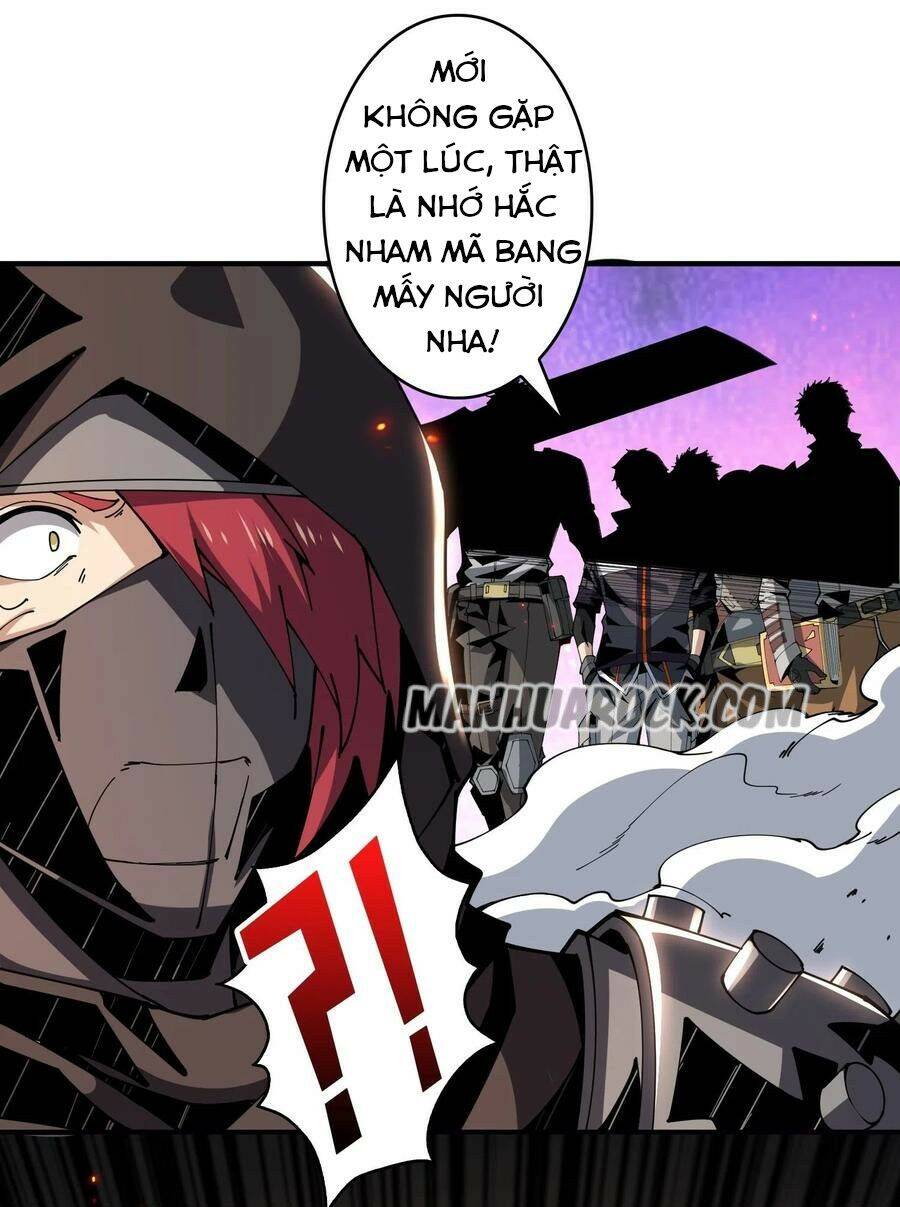 MỚI
KHÔNG GẶP
MỘT LÚC, THẬT
LÀ NHỚ HẮC
NHAM MÃ BANG
MẤY NGƯỜI
NHA!
MANHUAROCK.COM
?!